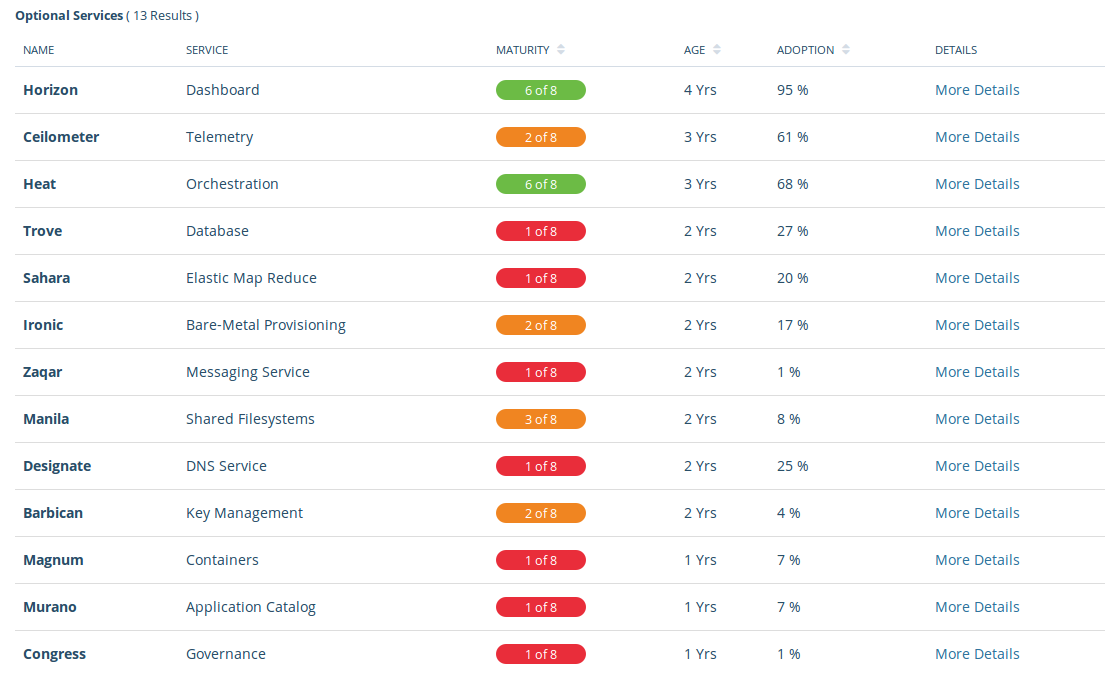 Optional Services ( 13 Results )
NAME SERVICE MATURITY AGE ADOPTION DETAILS
Horizon Dashboard 6 of 8 4 Yrs 95 % More Details
Ceilometer Telemetry 2 of 8 3 Yrs 61 % More Details
Heat Orchestration 6 of 8 3 Yrs 68 % More Details
Trove Database 1 of 8 2 Yrs 27 % More Details
Sahara Elastic Map Reduce 1 of 8 2 Yrs 20 % More Details
Ironic Bare-Metal Provisioning 2 of 8 2 Yrs 17 % More Details
Zaqar Messaging Service 1 of 8 2 Yrs 1 % More Details
Manila Shared Filesystems 3 of 8 2 Yrs 8 % More Details
Designate DNS Service 1 of 8 2 Yrs 25 % More Details
Barbican Key Management 2 of 8 2 Yrs 4 % More Details
Magnum Containers 1 of 8 1 Yrs 7 % More Details
Murano Application Catalog 1 of 8 1 Yrs 7 % More Details
Congress Governance 1 of 8 1 Yrs 1 % More Details